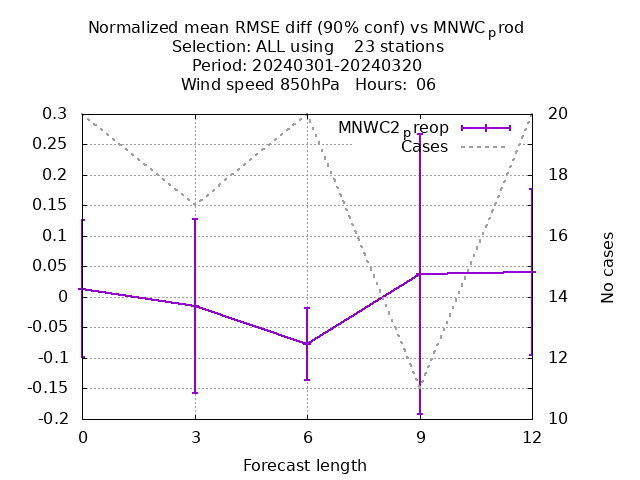 Normalized mean RMSE diff (90% conf) vs MNWCprod
Selection: ALL using    23 stations
Period: 20240301-20240320
Wind speed 850hPa   Hours:  06
MNWC2preop
Cases
0.3
0.25
0.2
0.15
0.1
0.05
0
-0.05
-0.1
-0.15
-0.2
20
18
16
14
12
10
No cases
0 3 6 9 12
Forecast length